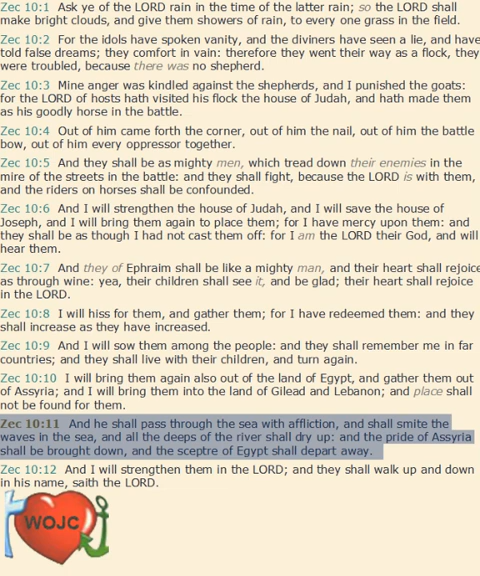 Zec 10:1 Ask ye of the LORD rain in the time of the latter rain; so the LORD shall
make bright clouds, and give them showers of rain, to every one grass in the field.
Zec 10:2 For the idols have spoken vanity, and the diviners have seen a lie, and have
told false dreams; they comfort in vain: therefore they went their way as a flock, they
were troubled, because there was no shepherd.
Zec 10:3 Mine anger was kindled against the shepherds, and I punished the goats:
for the LORD of hosts hath visited his flock the house of Judah, and hath made them
as his goodly horse in the battle.
Zec 10:4 Out of him came forth the corner, out of him the nail, out of him the battle
bow, out of him every oppressor together.
Zec 10:5 And they shall be as mighty men, which tread down their enemies in the
mire of the streets in the battle: and they shall fight, because the LORD is with them,
and the riders on horses shall be confounded.
Zec 10:6 And I will strengthen the house of Judah, and I will save the house of
Joseph, and I will bring them again to place them; for I have mercy upon them: and
they shall be as though I had not cast them off: for I am the LORD their God, and will
hear them.
Zec 10:7 And they of Ephraim shall be like a mighty man, and their heart shall rejoice
as through wine: yea, their children shall see it, and be glad; their heart shall rejoice
in the LORD.
Zec 10:8 I will hiss for them, and gather them; for I have redeemed them: and they
shall increase as they have increased.
Zec 10:9 And I will sow them among the people: and they shall remember me in far
countries; and they shall live with their children, and turn again.
Zec 10:10 I will bring them again also out of the land of Egypt, and gather them out
of Assyria; and I will bring them into the land of Gilead and Lebanon; and place shall
not be found for them.
Zec 10:11 And he shall pass through the sea with affliction, and shall smite the
waves in the sea, and all the deeps of the river shall dry up: and the pride of Assyria
shall be brought down, and the sceptre of Egypt shall depart away.
Zec 10:12 And I will strengthen them in the LORD; and they shall walk up and down
in his name, saith the LORD.
WOJC